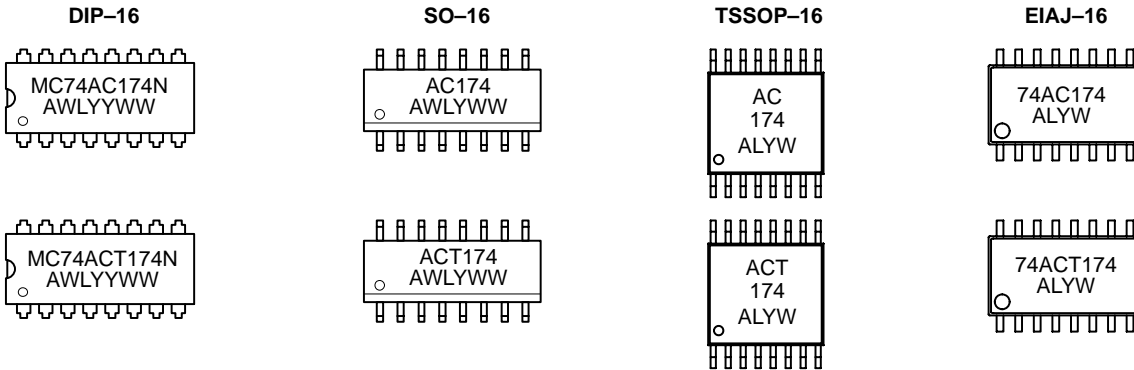 DIP–16
SO–16
TSSOP–16
EIAJ–16
MC74AC174N
AWLYYWW
AC174
AWLYWW
AC
174
ALYW
74AC174
ALYW
MC74ACT174N
AWLYYWW
ACT174
AWLYWW
ACT
174
ALYW
74ACT174
ALYW